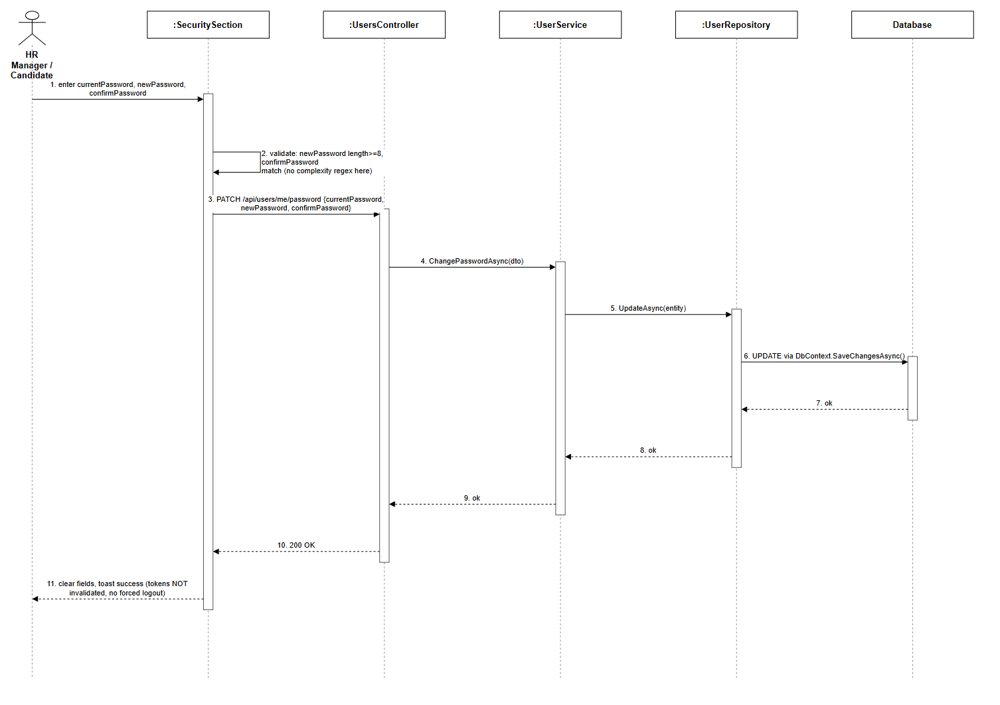 :SecuritySection
:UsersController
:UserService
:UserRepository
Database
HR
Manager /
Candidate
1. enter currentPassword, newPassword,
confirmPassword
2. validate: newPassword length>=8,
confirmPassword
match (no complexity regex here)
3. PATCH /api/users/me/password {currentPassword,
newPassword, confirmPassword}
4. ChangePasswordAsync(dto)
5. UpdateAsync(entity)
6. UPDATE via DbContext.SaveChangesAsync()
7. ok
8. ok
9. ok
10. 200 OK
11. clear fields, toast success (tokens NOT
invalidated, no forced logout)